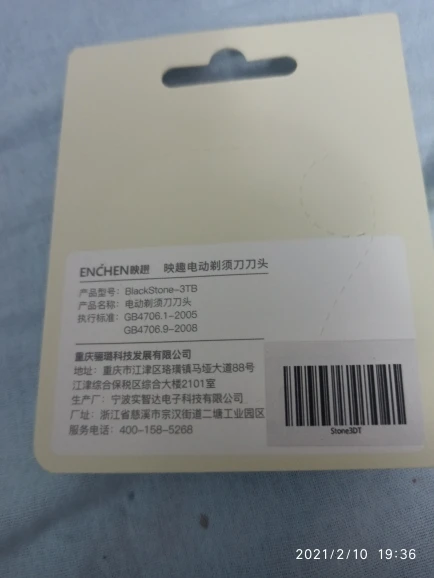 ENCHEN映趣 映趣电动剃须刀刀头
产品型号：BlackStone-3TB
产品名称：电动剃须刀刀头
执行标准：GB4706.1-2005
GB4706.9-2008
重庆骊璐科技发展有限公司
地址：重庆市江津区珞璜镇马垭大道88号
江津综合保税区综合大楼2101室
生产厂：宁波实智达电子科技有限公司
厂址：浙江省慈溪市宗汉街道二塘工业园区
服务电话：400-158-5268
Stone3DT
2021/2/10 19:36